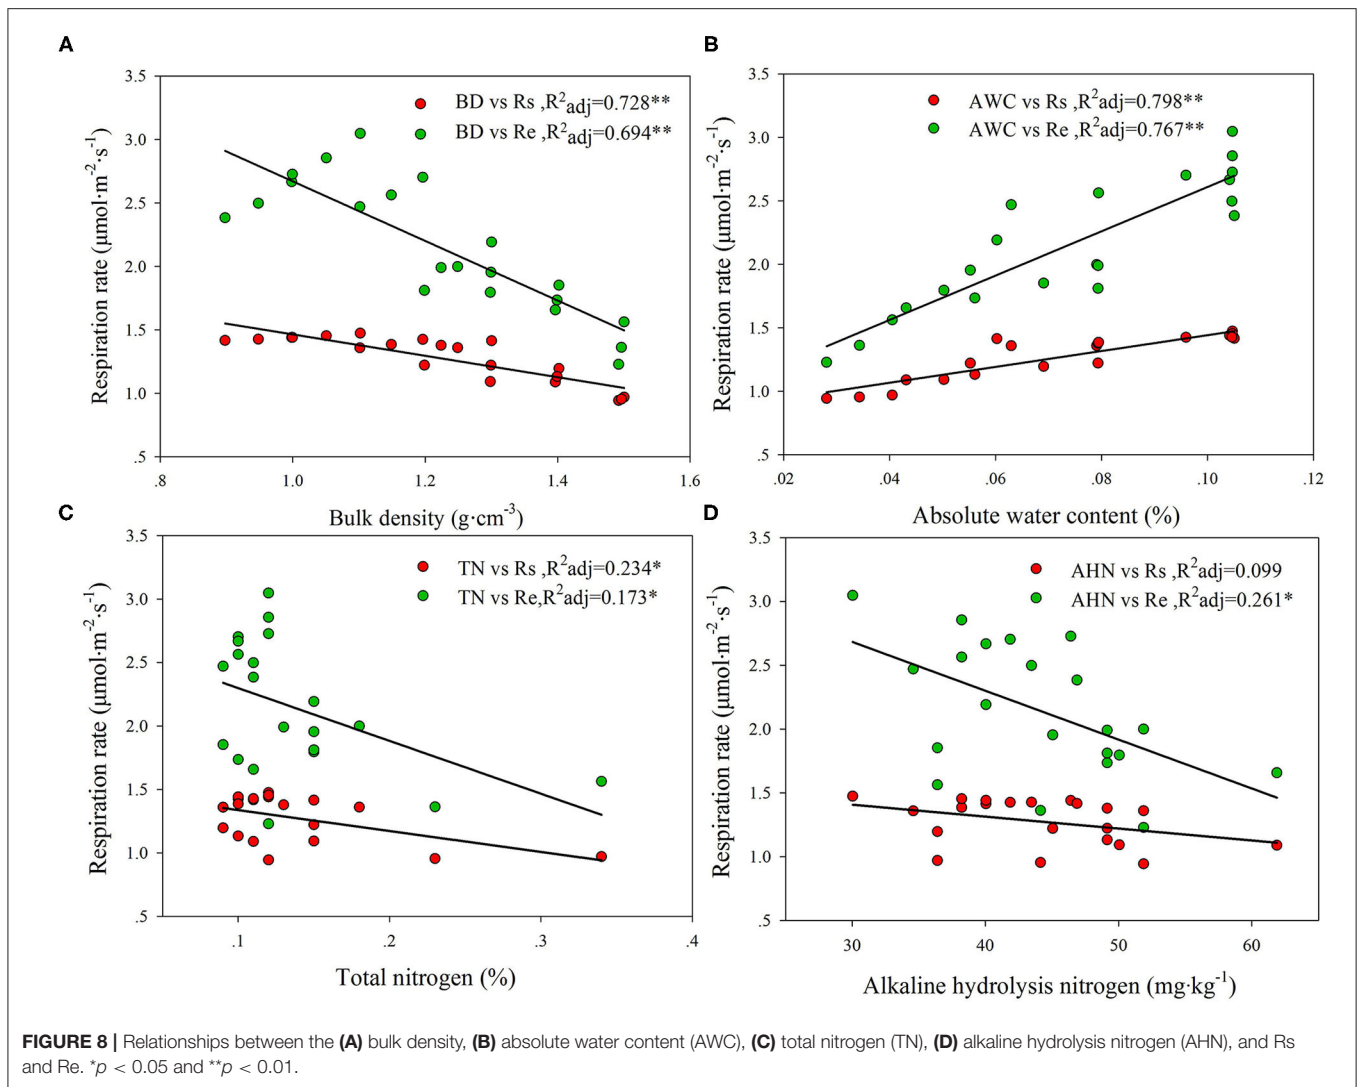 A
3.5
3.0
2.5
2.0
1.5
1.0
.5
.8
1.0
1.2
1.4
1.6
Respiration rate (μmol·m⁻²·s⁻¹)
Bulk density (g·cm⁻³)
BD vs Rs ,R²adj=0.728**
BD vs Re ,R²adj=0.694**
B
3.5
3.0
2.5
2.0
1.5
1.0
.5
.02
.04
.06
.08
.10
.12
Respiration rate (μmol·m⁻²·s⁻¹)
Absolute water content (%)
AWC vs Rs ,R²adj=0.798**
AWC vs Re ,R²adj=0.767**
C
3.5
3.0
2.5
2.0
1.5
1.0
.5
.1
.2
.3
.4
Respiration rate (μmol·m⁻²·s⁻¹)
Total nitrogen (%)
TN vs Rs ,R²adj=0.234*
TN vs Re,R²adj=0.173*
D
3.5
3.0
2.5
2.0
1.5
1.0
.5
30
40
50
60
Respiration rate (μmol·m⁻²·s⁻¹)
Alkaline hydrolysis nitrogen (mg·kg⁻¹)
AHN vs Rs ,R²adj=0.099
AHN vs Re ,R²adj=0.261*
FIGURE 8 | Relationships between the (A) bulk density, (B) absolute water content (AWC), (C) total nitrogen (TN), (D) alkaline hydrolysis nitrogen (AHN), and Rs
and Re. *p < 0.05 and **p < 0.01.